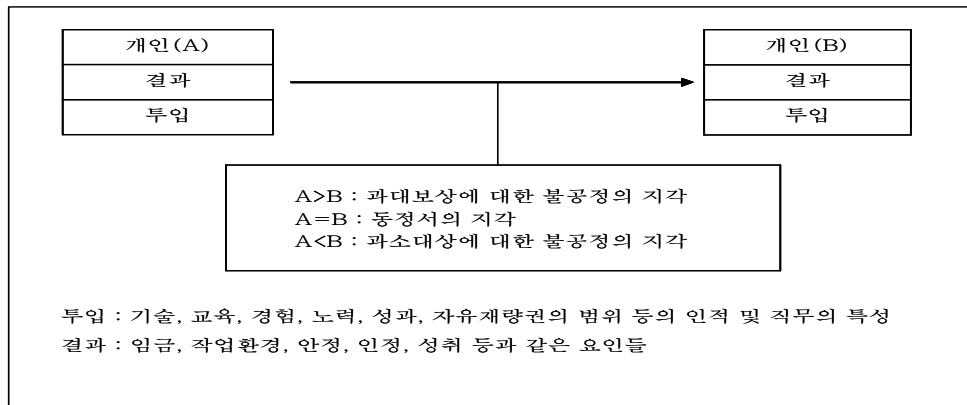 개인(A)
결과
투입
개인(B)
결과
투입
A>B : 과대보상에 대한 불공정의 지각
A=B : 동정서의 지각
A<B : 과소대상에 대한 불공정의 지각
투입 : 기술, 교육, 경험, 노력, 성과, 자유재량권의 범위 등의 인적 및 직무의 특성
결과 : 임금, 작업환경, 안정, 인정, 성취 등과 같은 요인들